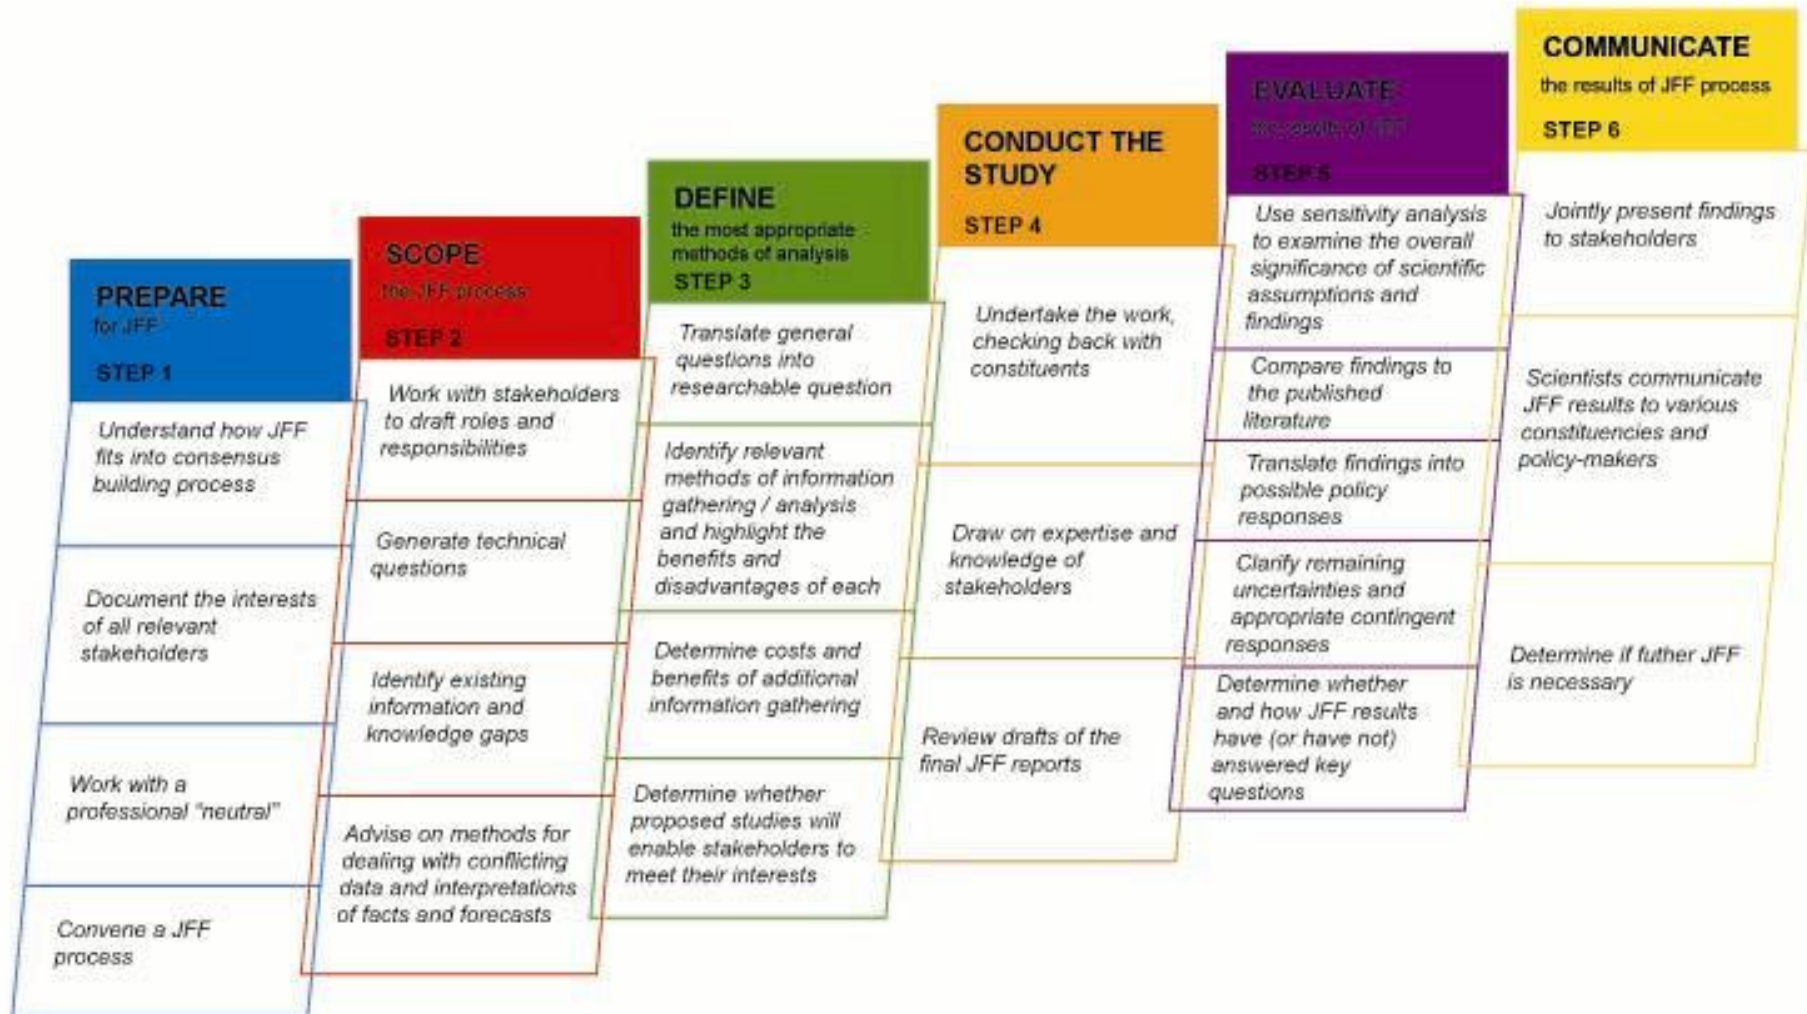 PREPARE
for JFF
STEP 1
Understand how JFF
fits into consensus
building process
Document the interests
of all relevant
stakeholders
Work with a
professional “neutral”
Convene a JFF
process
SCOPE
the JFF process
STEP 2
Work with stakeholders
to draft roles and
responsibilities
Generate technical
questions
Identify existing
information and
knowledge gaps
Advise on methods for
dealing with conflicting
data and interpretations
of facts and forecasts
DEFINE
the most appropriate
methods of analysis
STEP 3
Translate general
questions into
researchable question
Identify relevant
methods of information
gathering / analysis
and highlight the
benefits and
disadvantages of each
Determine costs and
benefits of additional
information gathering
Determine whether
proposed studies will
enable stakeholders to
meet their interests
CONDUCT THE
STUDY
STEP 4
Undertake the work,
checking back with
constituents
Draw on expertise and
knowledge of
stakeholders
Review drafts of the
final JFF reports
EVALUATE
the results of JFF
STEP 5
Use sensitivity analysis
to examine the overall
significance of scientific
assumptions and
findings
Compare findings to
the published
literature
Translate findings into
possible policy
responses
Clarify remaining
uncertainties and
appropriate contingent
responses
Determine whether
and how JFF results
have (or have not)
answered key
questions
COMMUNICATE
the results of JFF process
STEP 6
Jointly present findings
to stakeholders
Scientists communicate
JFF results to various
constituencies and
policy-makers
Determine if futher JFF
is necessary